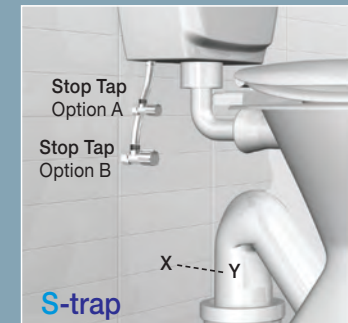 Stop Tap
Option A
Stop Tap
Option B
X
Y
S-trap